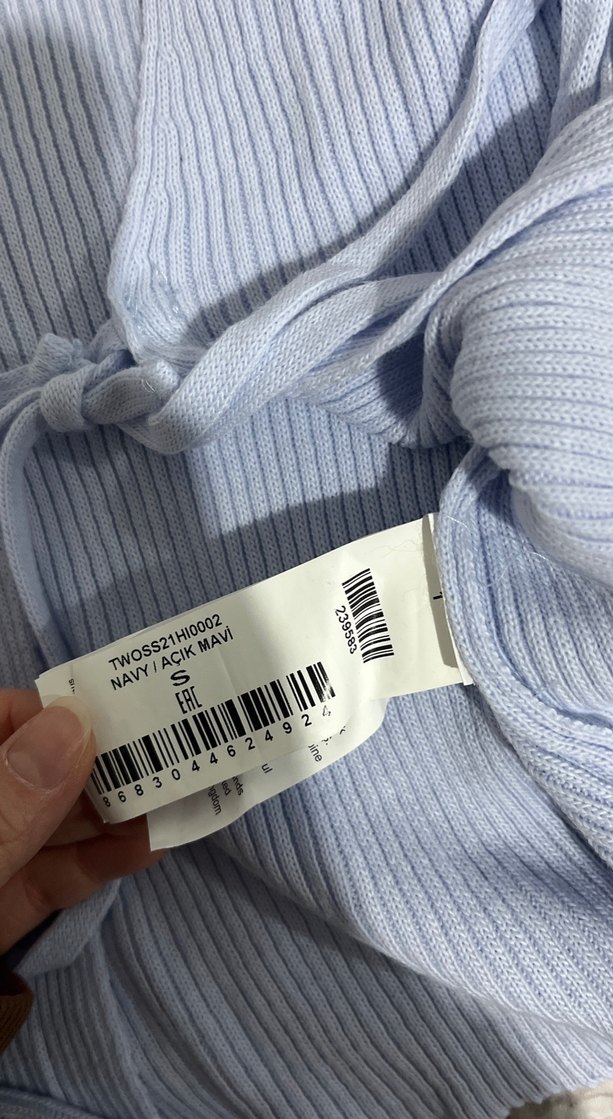 TWOSS21HI0002
NAVY / AÇIK MAVİ
S
EAC
8683044624924
239583